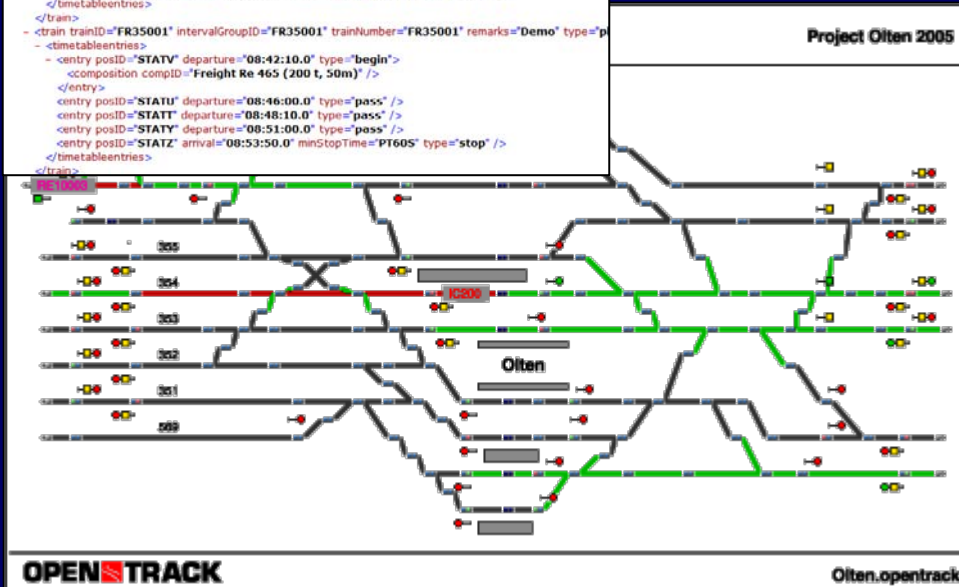 </timetableentries>
</train>
- <train trainID="FR35001" intervalGroupID="FR35001" trainNumber="FR35001" remarks="Demo" type="pl
- <timetableentries>
- <entry posID="STATV" departure="08:42:10.0" type="begin">
<composition compID="Freight Re 465 (200 t, 50m)" />
</entry>
<entry posID="STATU" departure="08:46:00.0" type="pass" />
<entry posID="STATT" departure="08:48:10.0" type="pass" />
<entry posID="STATY" departure="08:51:00.0" type="pass" />
<entry posID="STATZ" arrival="08:53:50.0" minStopTime="PT60S" type="stop" />
</timetableentries>
</train>
Project Olten 2005
RE10003
355
354
IC200
353
352
Olten
351
569
OPENTRACK
Olten.opentrack